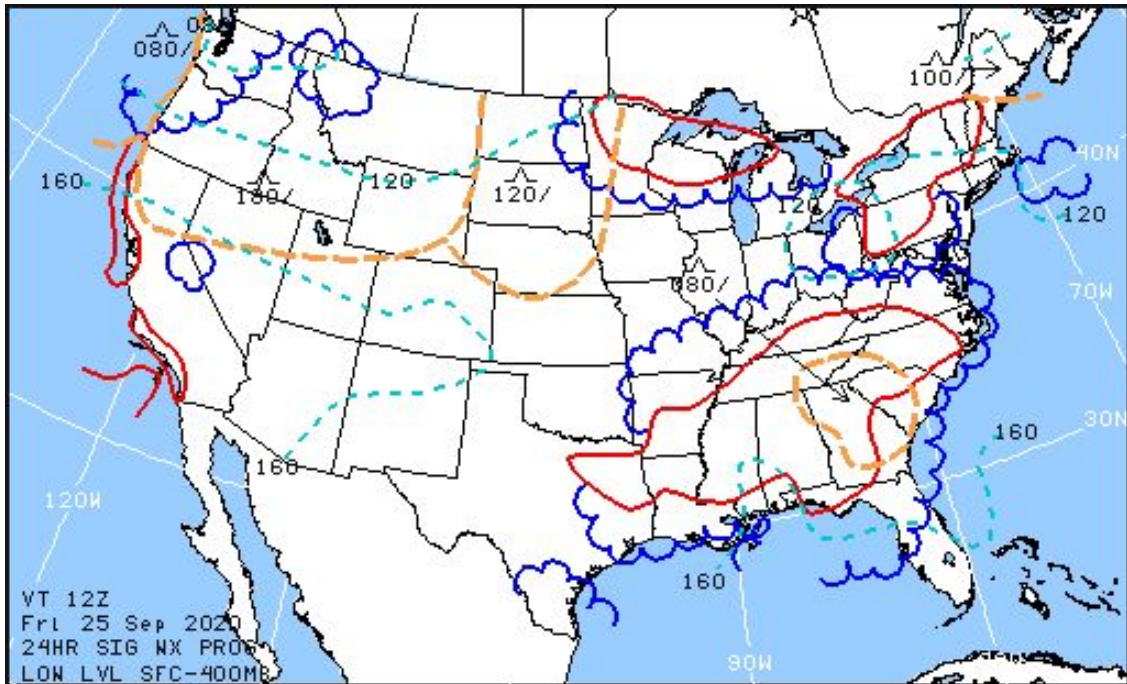 080/
100/
40N
160
180/
120
120/
120
120
080/
70W
160
30N
160
120W
160
90W
VT 12Z
Fri 25 Sep 2020
24HR SIG WX PROG
LOW LVL SFC-400MB